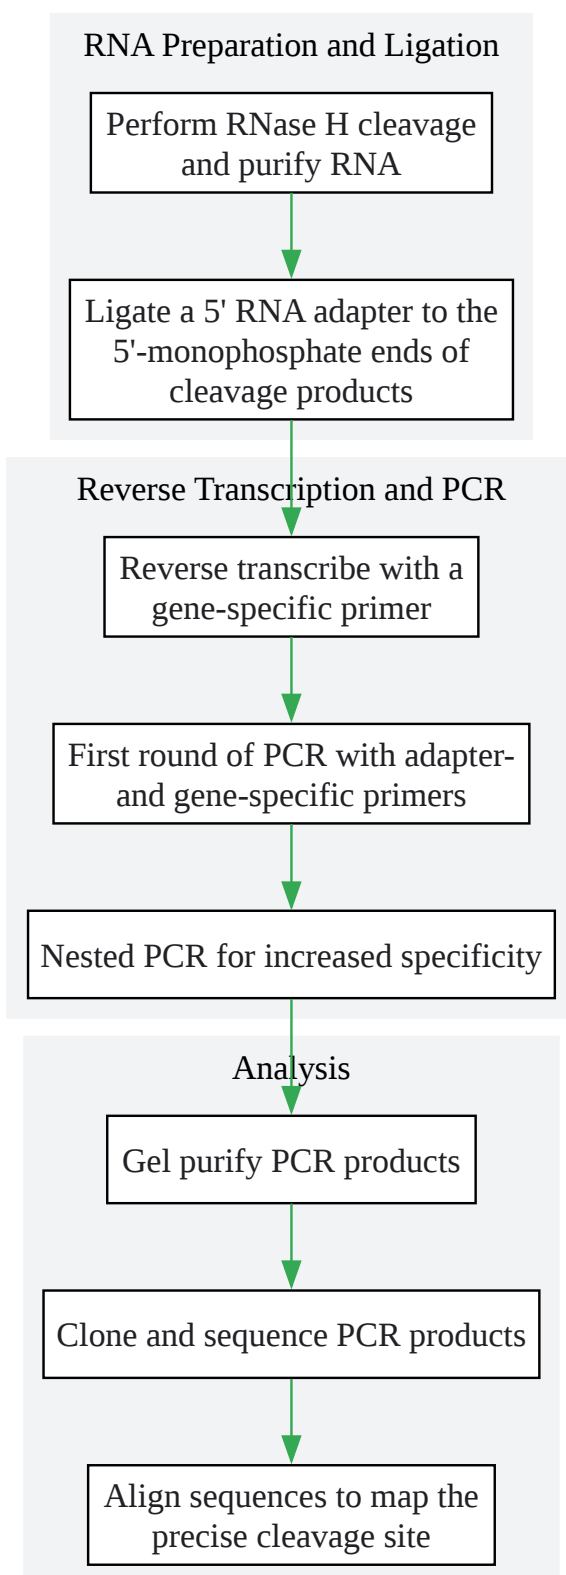 RNA Preparation and Ligation
Perform RNase H cleavage
and purify RNA
Ligate a 5' RNA adapter to the
5'-monophosphate ends of
cleavage products
Reverse Transcription and PCR
Reverse transcribe with a
gene-specific primer
First round of PCR with adapter-
and gene-specific primers
Nested PCR for increased specificity
Analysis
Gel purify PCR products
Clone and sequence PCR products
Align sequences to map the
precise cleavage site